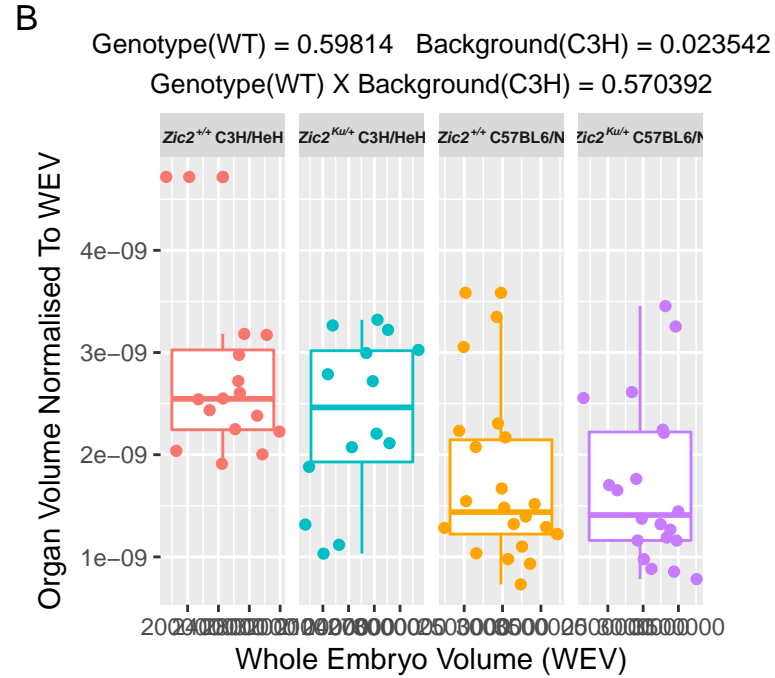 B
Genotype(WT) = 0.59814 Background(C3H) = 0.023542
Genotype(WT) X Background(C3H) = 0.570392
Zic2+/+ C3H/HeH Zic2Ku/+ C3H/HeH Zic2+/+ C57BL6/N Zic2Ku/+ C57BL6/N
Organ Volume Normalised To WEV
4e−09
3e−09
2e−09
1e−09
Whole Embryo Volume (WEV)